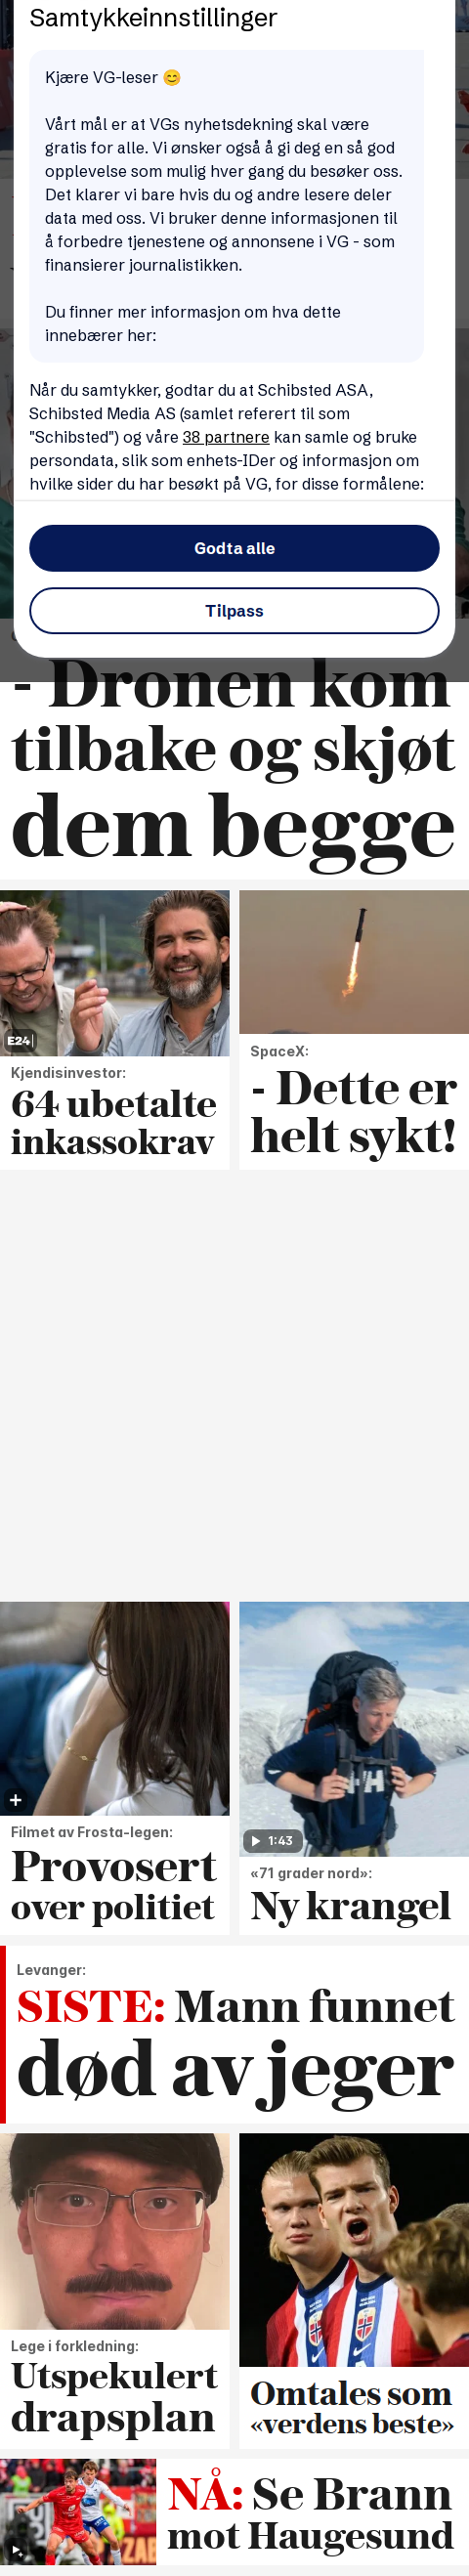 Samtykkeinnstillinger
Kjære VG-leser 😊
Vårt mål er at VGs nyhetsdekning skal være
gratis for alle. Vi ønsker også å gi deg en så god
opplevelse som mulig hver gang du besøker oss.
Det klarer vi bare hvis du og andre lesere deler
data med oss. Vi bruker denne informasjonen til
å forbedre tjenestene og annonsene i VG - som
finansierer journalistikken.
Du finner mer informasjon om hva dette
innebærer her:
Når du samtykker, godtar du at Schibsted ASA,
Schibsted Media AS (samlet referert til som
"Schibsted") og våre 38 partnere kan samle og bruke
persondata, slik som enhets-IDer og informasjon om
hvilke sider du har besøkt på VG, for disse formålene:
Godta alle
Tilpass
- Dronen kom
tilbake og skjøt
dem begge
E24
Kjendisinvestor:
64 ubetalte
inkassokrav
SpaceX:
- Dette er
helt sykt!
Filmet av Frosta-legen:
Provosert
over politiet
1:43
«71 grader nord»:
Ny krangel
Levanger:
SISTE: Mann funnet
død av jeger
Lege i forkledning:
Utspekulert
drapsplan
Omtales som
«verdens beste»
NÅ: Se Brann
mot Haugesund